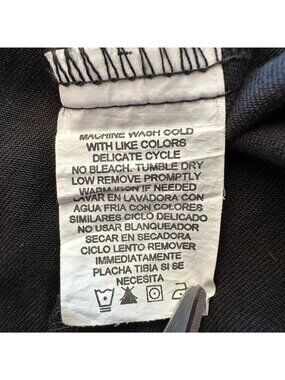 MACHINE WASH COLD
WITH LIKE COLORS
DELICATE CYCLE
NO BLEACH. TUMBLE DRY
LOW REMOVE PROMPTLY
WARM IRON IF NEEDED
LAVAR EN LAVADORA CON
AGUA FRIA CON COLORES
SIMILARES CICLO DELICADO
NO USAR BLANQUEADOR
SECAR EN SECADORA
CICLO LENTO REMOVER
IMMEDIATAMENTE
PLACHA TIBIA SI SE
NECESITA